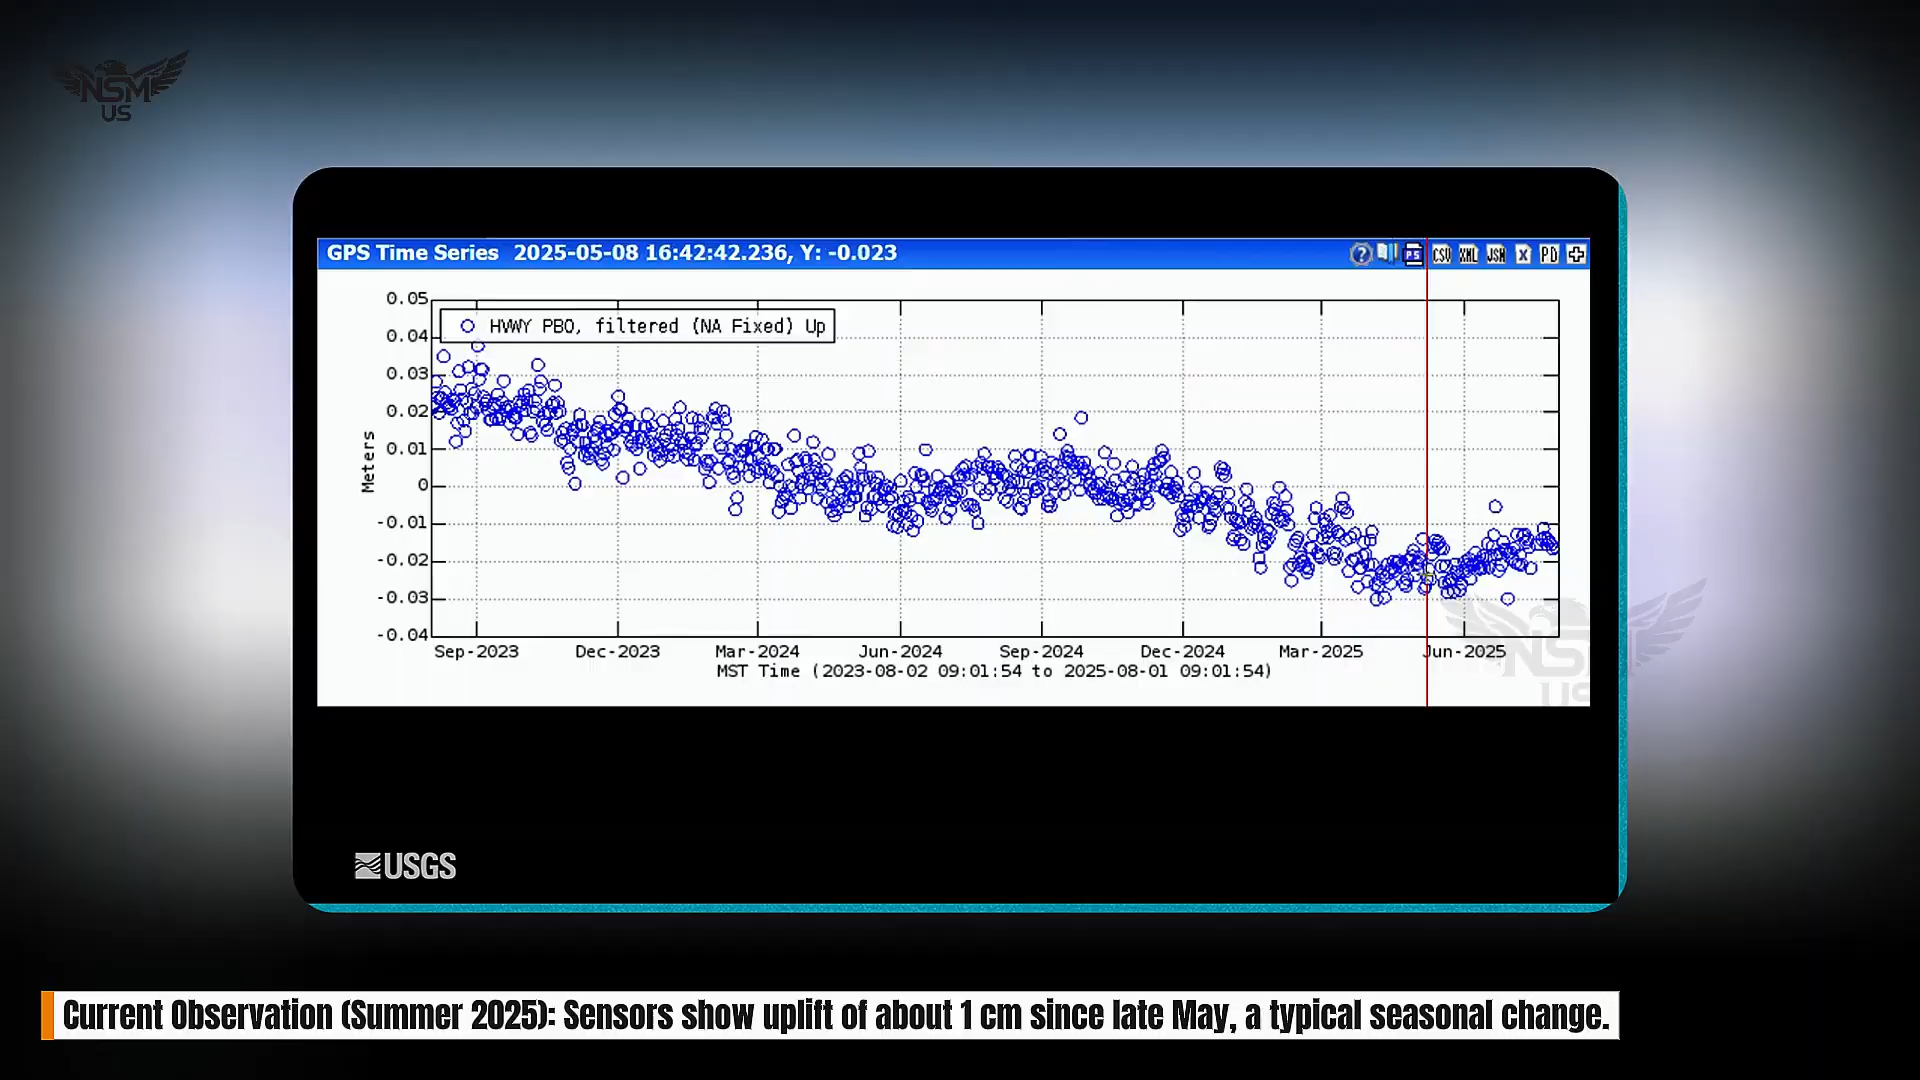 NSM
US
GPS Time Series 2025-05-08 16:42:42.236, Y: -0.023
? PS CSV XML JSN X PD
0.05
HVWY PBO, filtered (NA Fixed) Up
0.04
0.03
0.02
0.01
0
-0.01
-0.02
-0.03
-0.04
Meters
Sep-2023 Dec-2023 Mar-2024 Jun-2024 Sep-2024 Dec-2024 Mar-2025 Jun-2025
MST Time (2023-08-02 09:01:54 to 2025-08-01 09:01:54)
NSM
US
USGS
Current Observation (Summer 2025): Sensors show uplift of about 1 cm since late May, a typical seasonal change.